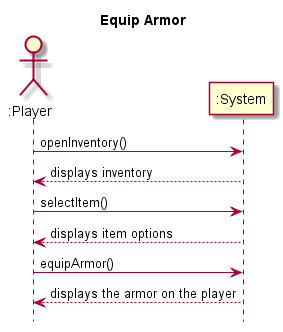 Equip Armor
:Player
:System
openInventory()
displays inventory
selectItem()
displays item options
equipArmor()
displays the armor on the player